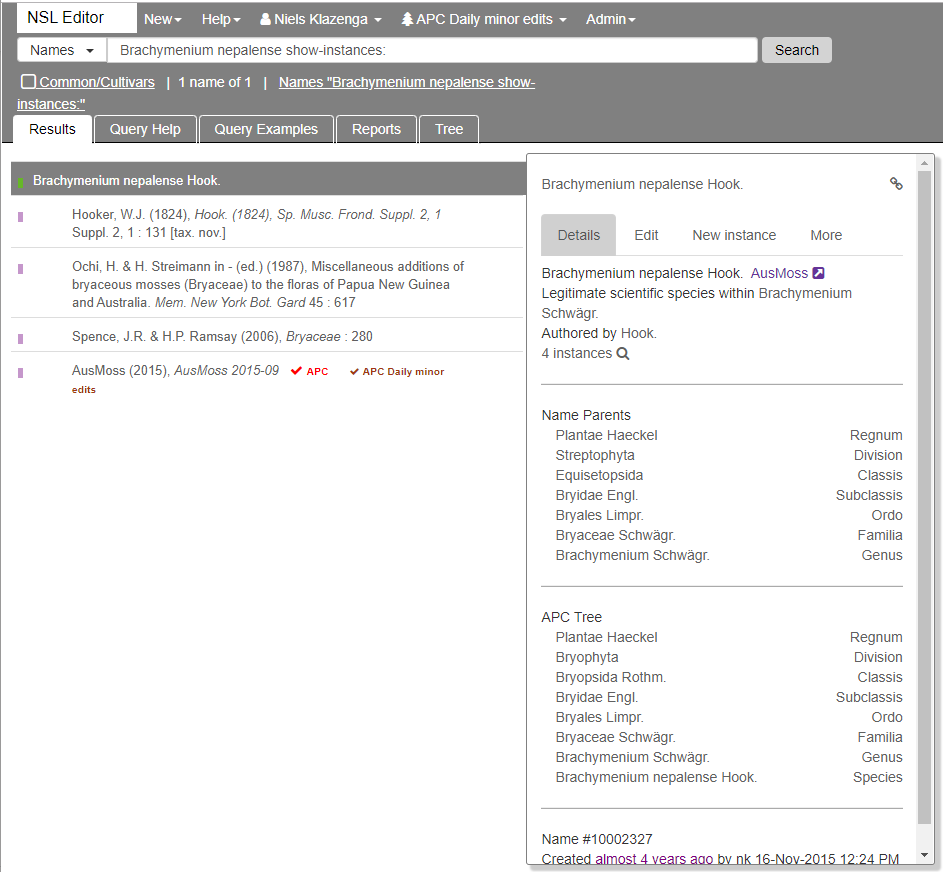 NSL Editor New Help Niels Klazenga APC Daily minor edits Admin
Names Brachymenium nepalense show-instances: Search
Common/Cultivars | 1 name of 1 | Names "Brachymenium nepalense show-
instances:"
Results Query Help Query Examples Reports Tree
Brachymenium nepalense Hook.
Hooker, W.J. (1824), Hook. (1824), Sp. Musc. Frond. Suppl. 2, 1
Suppl. 2, 1 : 131 [tax. nov.]
Ochi, H. & H. Streimann in - (ed.) (1987), Miscellaneous additions of
bryaceous mosses (Bryaceae) to the floras of Papua New Guinea
and Australia. Mem. New York Bot. Gard 45 : 617
Spence, J.R. & H.P. Ramsay (2006), Bryaceae : 280
AusMoss (2015), AusMoss 2015-09 APC APC Daily minor
edits
Brachymenium nepalense Hook.
Details Edit New instance More
Brachymenium nepalense Hook. AusMoss
Legitimate scientific species within Brachymenium
Schwägr.
Authored by Hook.
4 instances
Name Parents
Plantae Haeckel Regnum
Streptophyta Division
Equisetopsida Classis
Bryidae Engl. Subclassis
Bryales Limpr. Ordo
Bryaceae Schwägr. Familia
Brachymenium Schwägr. Genus
APC Tree
Plantae Haeckel Regnum
Bryophyta Division
Bryopsida Rothm. Classis
Bryidae Engl. Subclassis
Bryales Limpr. Ordo
Bryaceae Schwägr. Familia
Brachymenium Schwägr. Genus
Brachymenium nepalense Hook. Species
Name #10002327
Created almost 4 years ago by nk 16-Nov-2015 12:24 PM